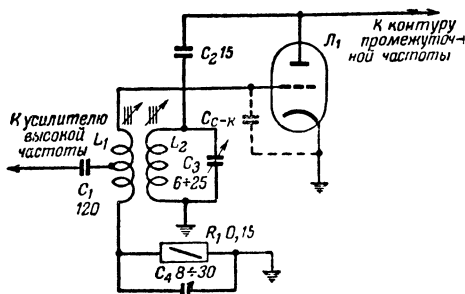 К контуру
промежуточ-
ной частоты
Л₁
C₂ 15
Cс-к
К усилителю
высокой
частоты
L₁
L₂
C₃
6÷25
C₁
120
R₁ 0,15
C₄ 8÷30